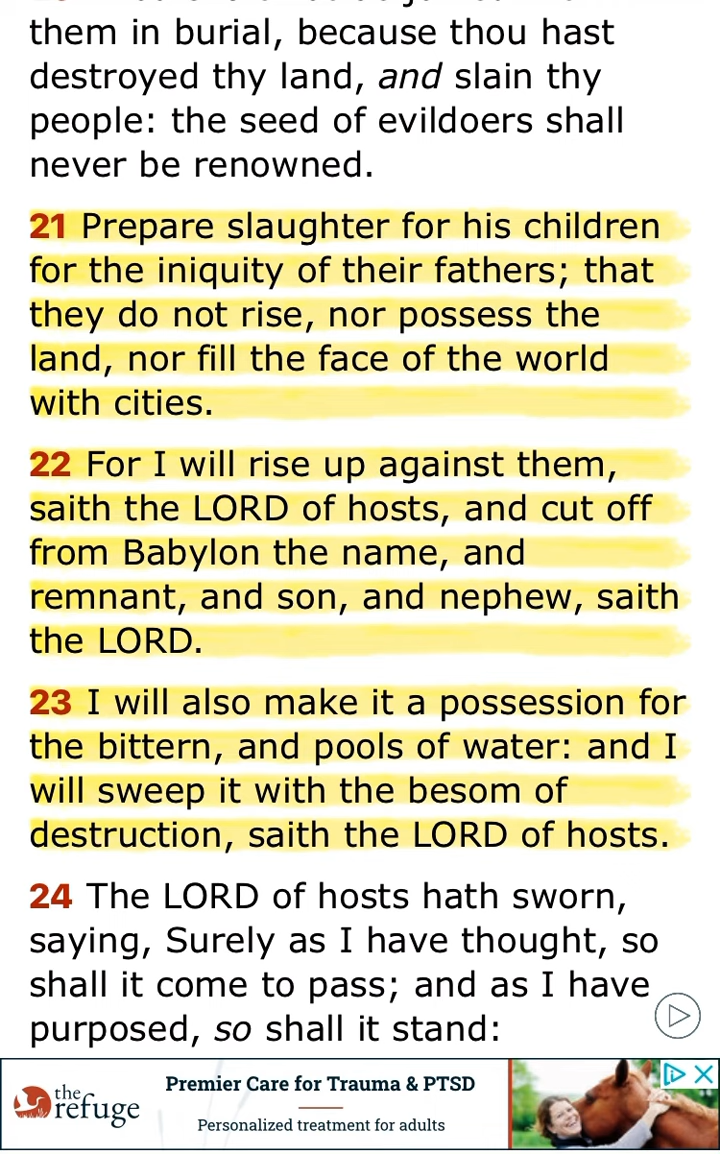 them in burial, because thou hast
destroyed thy land, and slain thy
people: the seed of evildoers shall
never be renowned.
21 Prepare slaughter for his children
for the iniquity of their fathers; that
they do not rise, nor possess the
land, nor fill the face of the world
with cities.
22 For I will rise up against them,
saith the LORD of hosts, and cut off
from Babylon the name, and
remnant, and son, and nephew, saith
the LORD.
23 I will also make it a possession for
the bittern, and pools of water: and I
will sweep it with the besom of
destruction, saith the LORD of hosts.
24 The LORD of hosts hath sworn,
saying, Surely as I have thought, so
shall it come to pass; and as I have
purposed, so shall it stand:
the refuge
Premier Care for Trauma & PTSD
Personalized treatment for adults